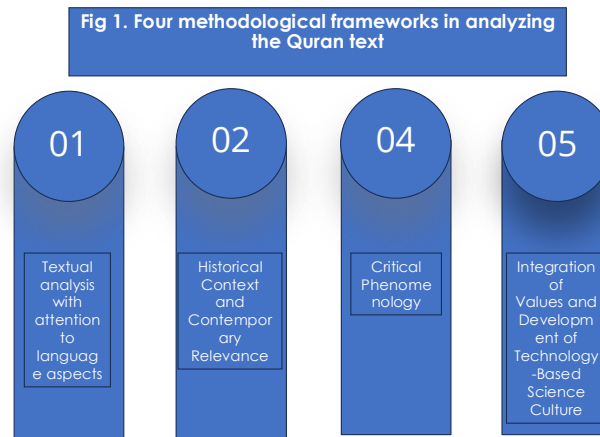 Fig 1. Four methodological frameworks in analyzing
the Quran text
01
02
04
05
Textual
analysis
with
attention
to
languag
e aspects
Historical
Context
and
Contempor
ary
Relevance
Critical
Phenome
nology
Integration
of
Values and
Developm
ent of
Technology
-Based
Science
Culture